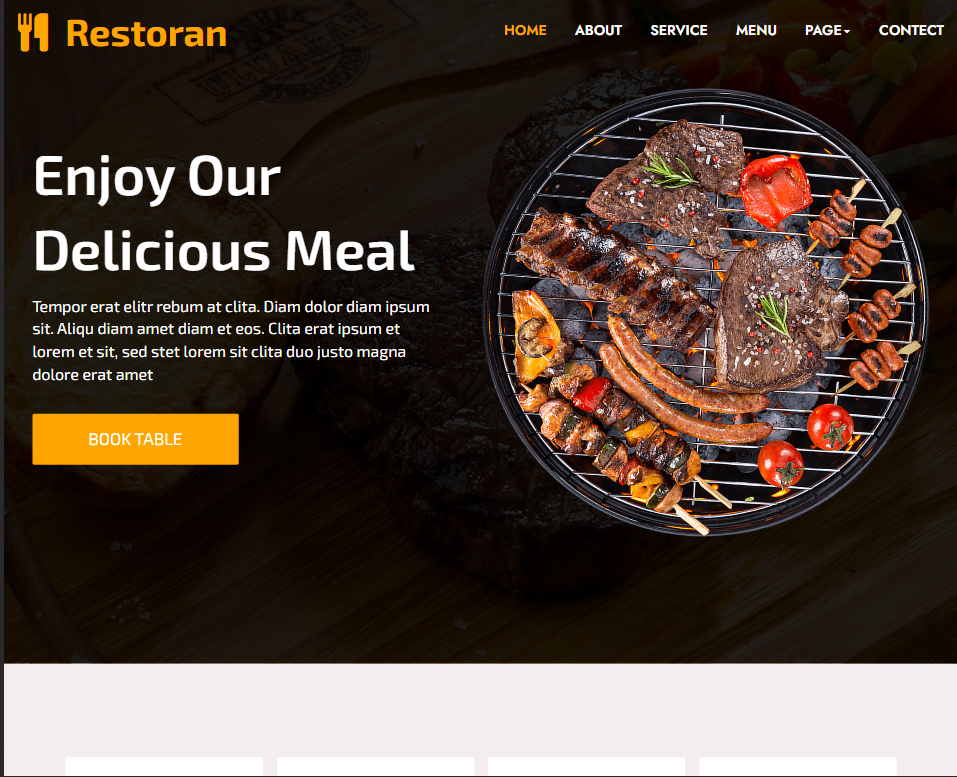 Restoran
HOME
ABOUT
SERVICE
MENU
PAGE
CONTECT
Enjoy Our
Delicious Meal
Tempor erat elitr rebum at clita. Diam dolor diam ipsum
sit. Aliqu diam amet diam et eos. Clita erat ipsum et
lorem et sit, sed stet lorem sit clita duo justo magna
dolore erat amet
BOOK TABLE